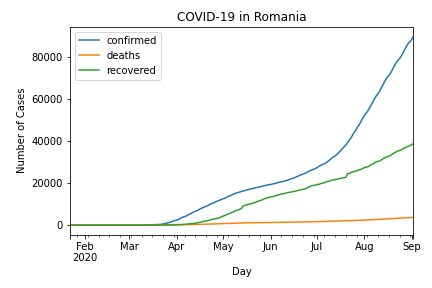 COVID-19 in Romania
confirmed
deaths
recovered
Number of Cases
80000
60000
40000
20000
0
Feb Mar Apr May Jun Jul Aug Sep
2020
Day